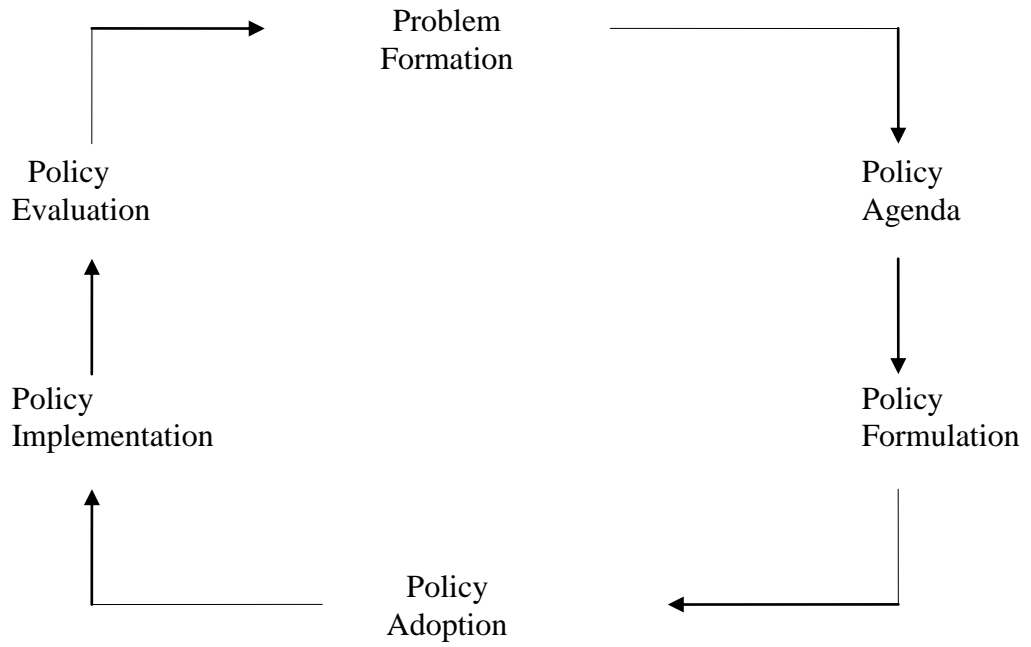 Problem
Formation
Policy
Evaluation
Policy
Agenda
Policy
Implementation
Policy
Formulation
Policy
Adoption